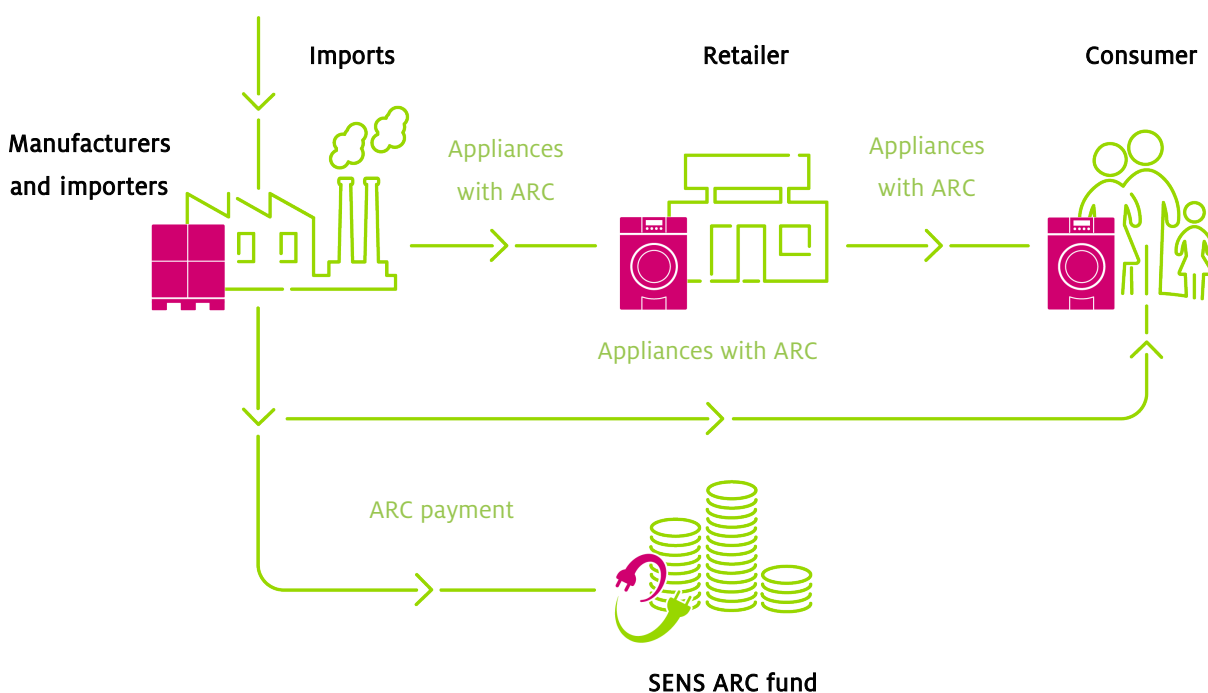 Imports
Retailer
Consumer
Manufacturers
and importers
Appliances
with ARC
Appliances
with ARC
Appliances with ARC
ARC payment
SENS ARC fund